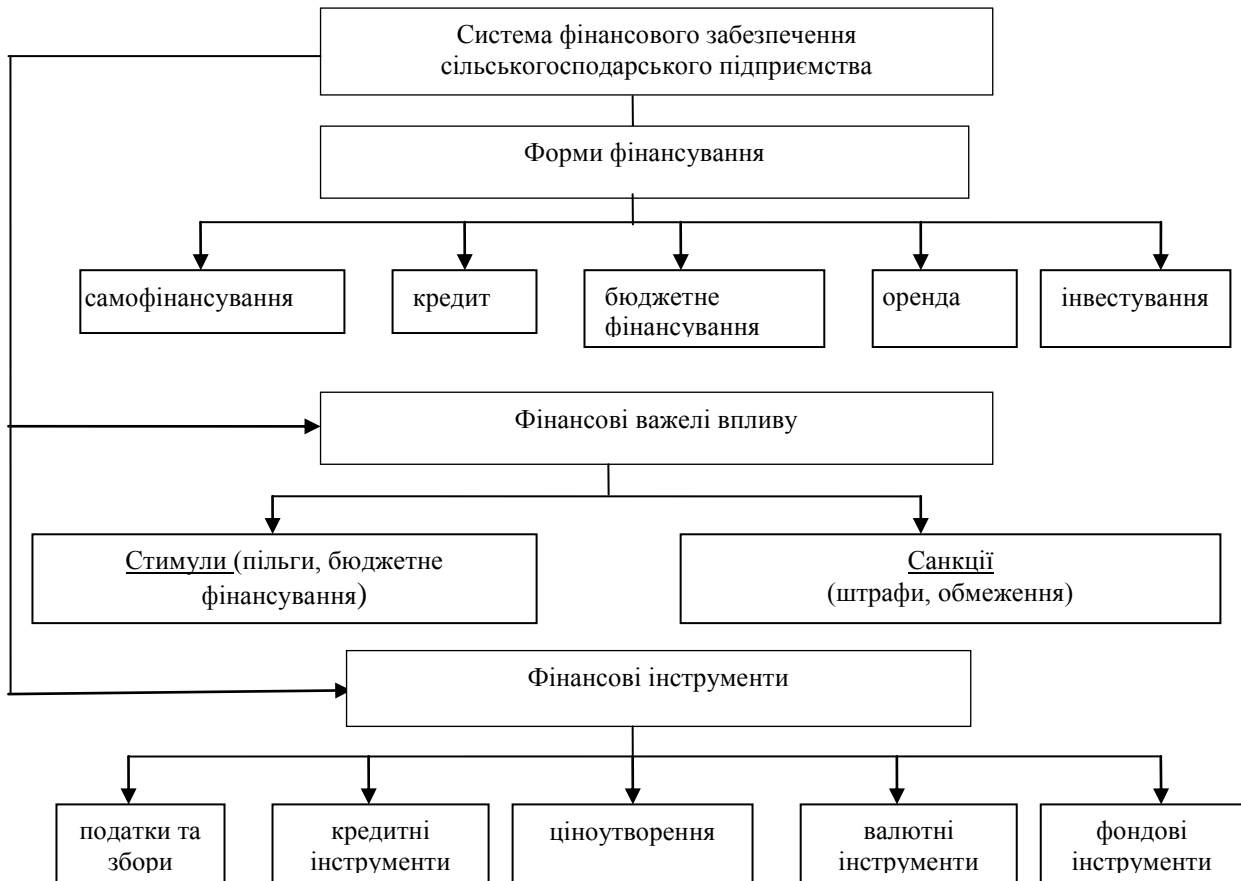 Система фінансового забезпечення
сільськогосподарського підприємства
Форми фінансування
самофінансування
кредит
бюджетне
фінансування
оренда
інвестування
Фінансові важелі впливу
Стимули (пільги, бюджетне
фінансування)
Санкції
(штрафи, обмеження)
Фінансові інструменти
податки та
збори
кредитні
інструменти
ціноутворення
валютні
інструменти
фондові
інструменти